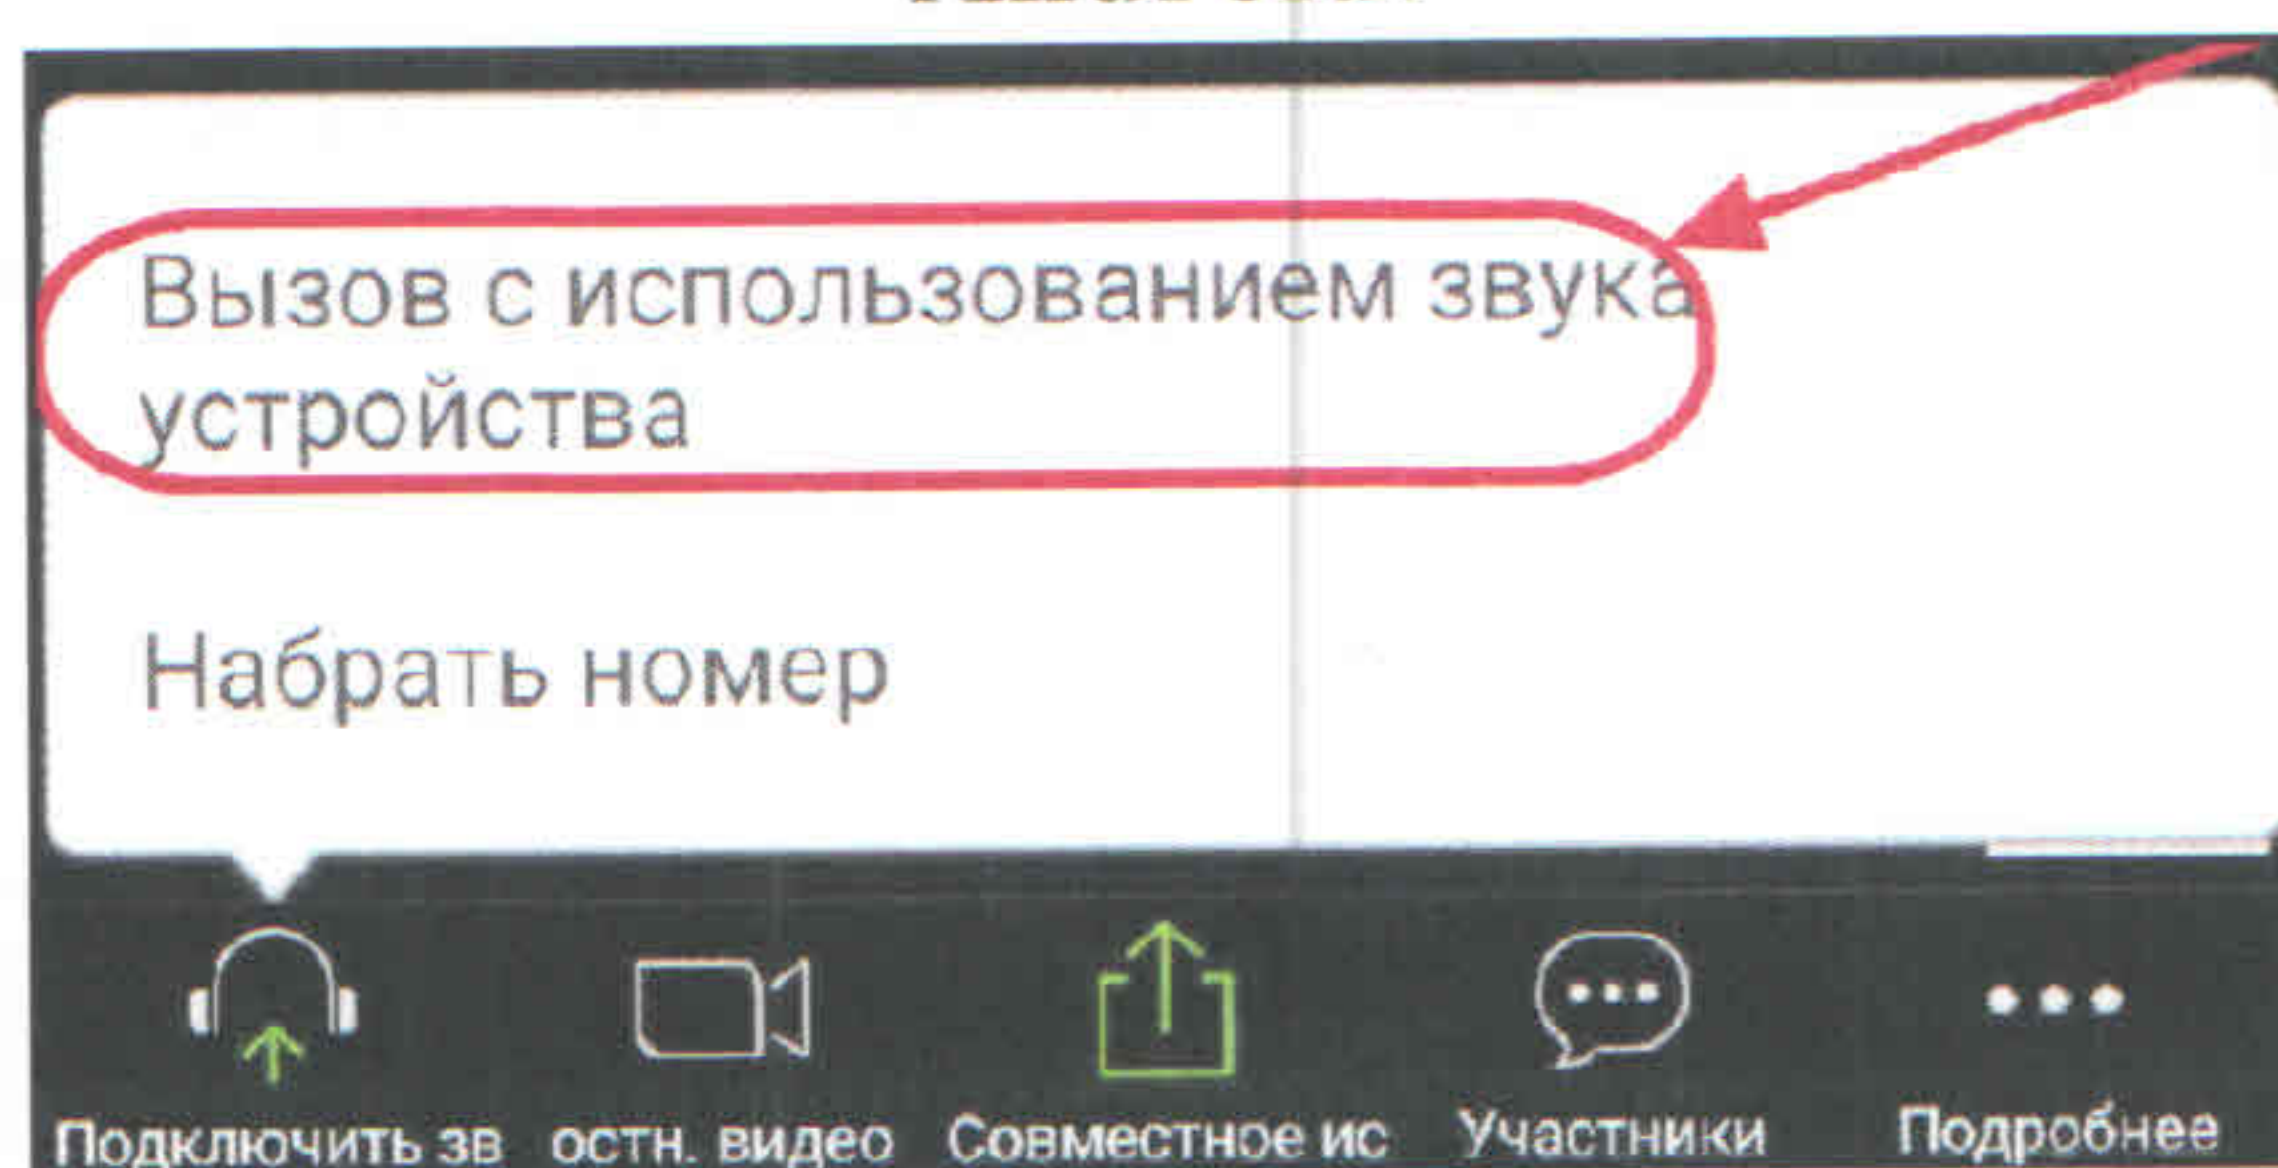 Вызов с использованием звука
устройства
Набрать номер
Подключить зв остн. видео Совместное ис Участники Подробнее